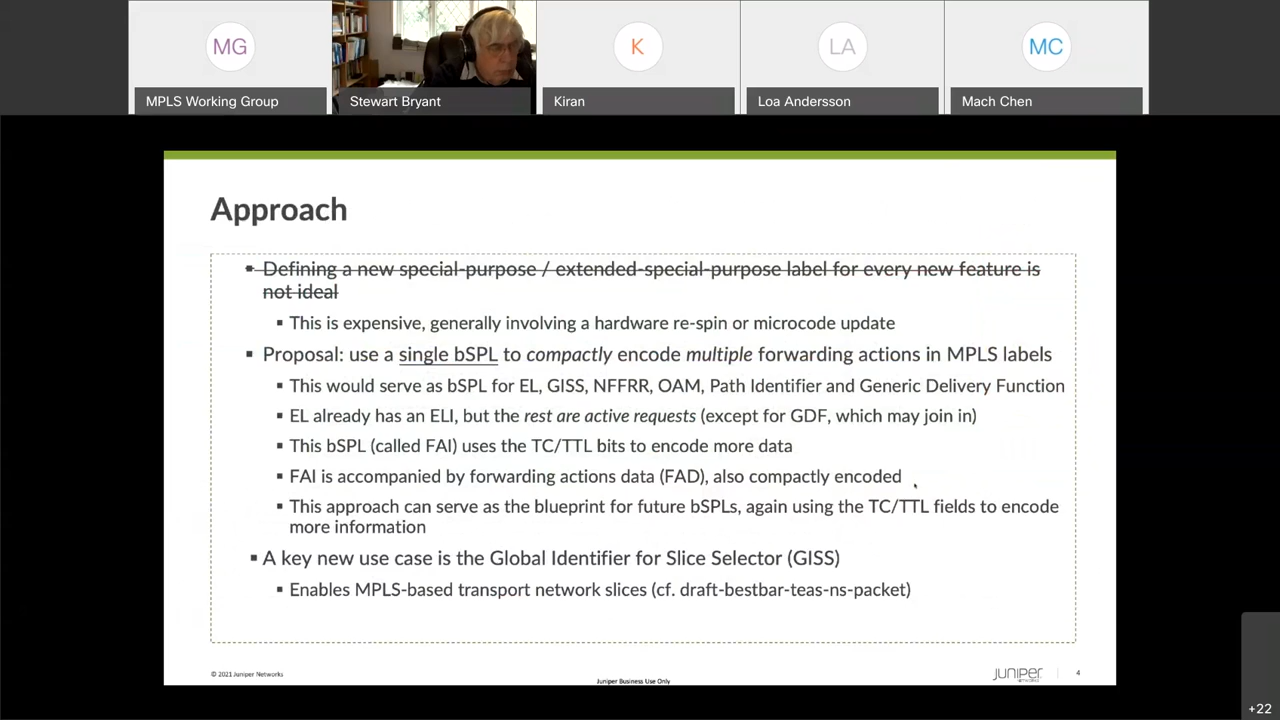 MG
K
LA
MC
MPLS Working Group
Stewart Bryant
Kiran
Loa Andersson
Mach Chen
Approach
Defining a new special-purpose / extended-special-purpose label for every new feature is
not ideal
This is expensive, generally involving a hardware re-spin or microcode update
Proposal: use a single bSPL to compactly encode multiple forwarding actions in MPLS labels
This would serve as bSPL for EL, GISS, NFFRR, OAM, Path Identifier and Generic Delivery Function
EL already has an ELI, but the rest are active requests (except for GDF, which may join in)
This bSPL (called FAI) uses the TC/TTL bits to encode more data
FAI is accompanied by forwarding actions data (FAD), also compactly encoded
This approach can serve as the blueprint for future bSPLs, again using the TC/TTL fields to encode
more information
A key new use case is the Global Identifier for Slice Selector (GISS)
Enables MPLS-based transport network slices (cf. draft-bestbar-teas-ns-packet)
© 2021 Juniper Networks
Juniper Business Use Only
JUNIPER
NETWORKS
4
+22